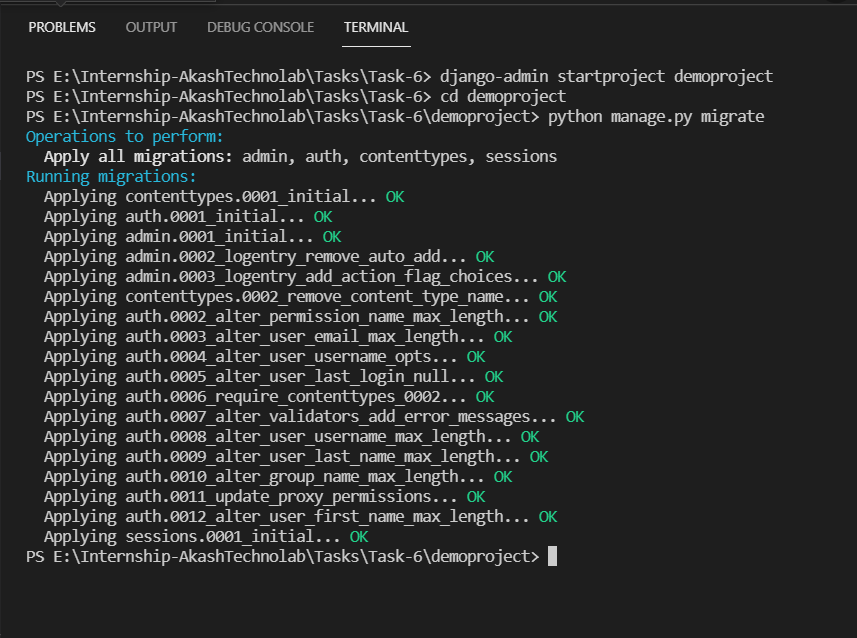 PROBLEMS OUTPUT DEBUG CONSOLE TERMINAL
PS E:\Internship-AkashTechnolab\Tasks\Task-6> django-admin startproject demoproject
PS E:\Internship-AkashTechnolab\Tasks\Task-6> cd demoproject
PS E:\Internship-AkashTechnolab\Tasks\Task-6\demoproject> python manage.py migrate
Operations to perform:
  Apply all migrations: admin, auth, contenttypes, sessions
Running migrations:
  Applying contenttypes.0001_initial... OK
  Applying auth.0001_initial... OK
  Applying admin.0001_initial... OK
  Applying admin.0002_logentry_remove_auto_add... OK
  Applying admin.0003_logentry_add_action_flag_choices... OK
  Applying contenttypes.0002_remove_content_type_name... OK
  Applying auth.0002_alter_permission_name_max_length... OK
  Applying auth.0003_alter_user_email_max_length... OK
  Applying auth.0004_alter_user_username_opts... OK
  Applying auth.0005_alter_user_last_login_null... OK
  Applying auth.0006_require_contenttypes_0002... OK
  Applying auth.0007_alter_validators_add_error_messages... OK
  Applying auth.0008_alter_user_username_max_length... OK
  Applying auth.0009_alter_user_last_name_max_length... OK
  Applying auth.0010_alter_group_name_max_length... OK
  Applying auth.0011_update_proxy_permissions... OK
  Applying auth.0012_alter_user_first_name_max_length... OK
  Applying sessions.0001_initial... OK
PS E:\Internship-AkashTechnolab\Tasks\Task-6\demoproject>